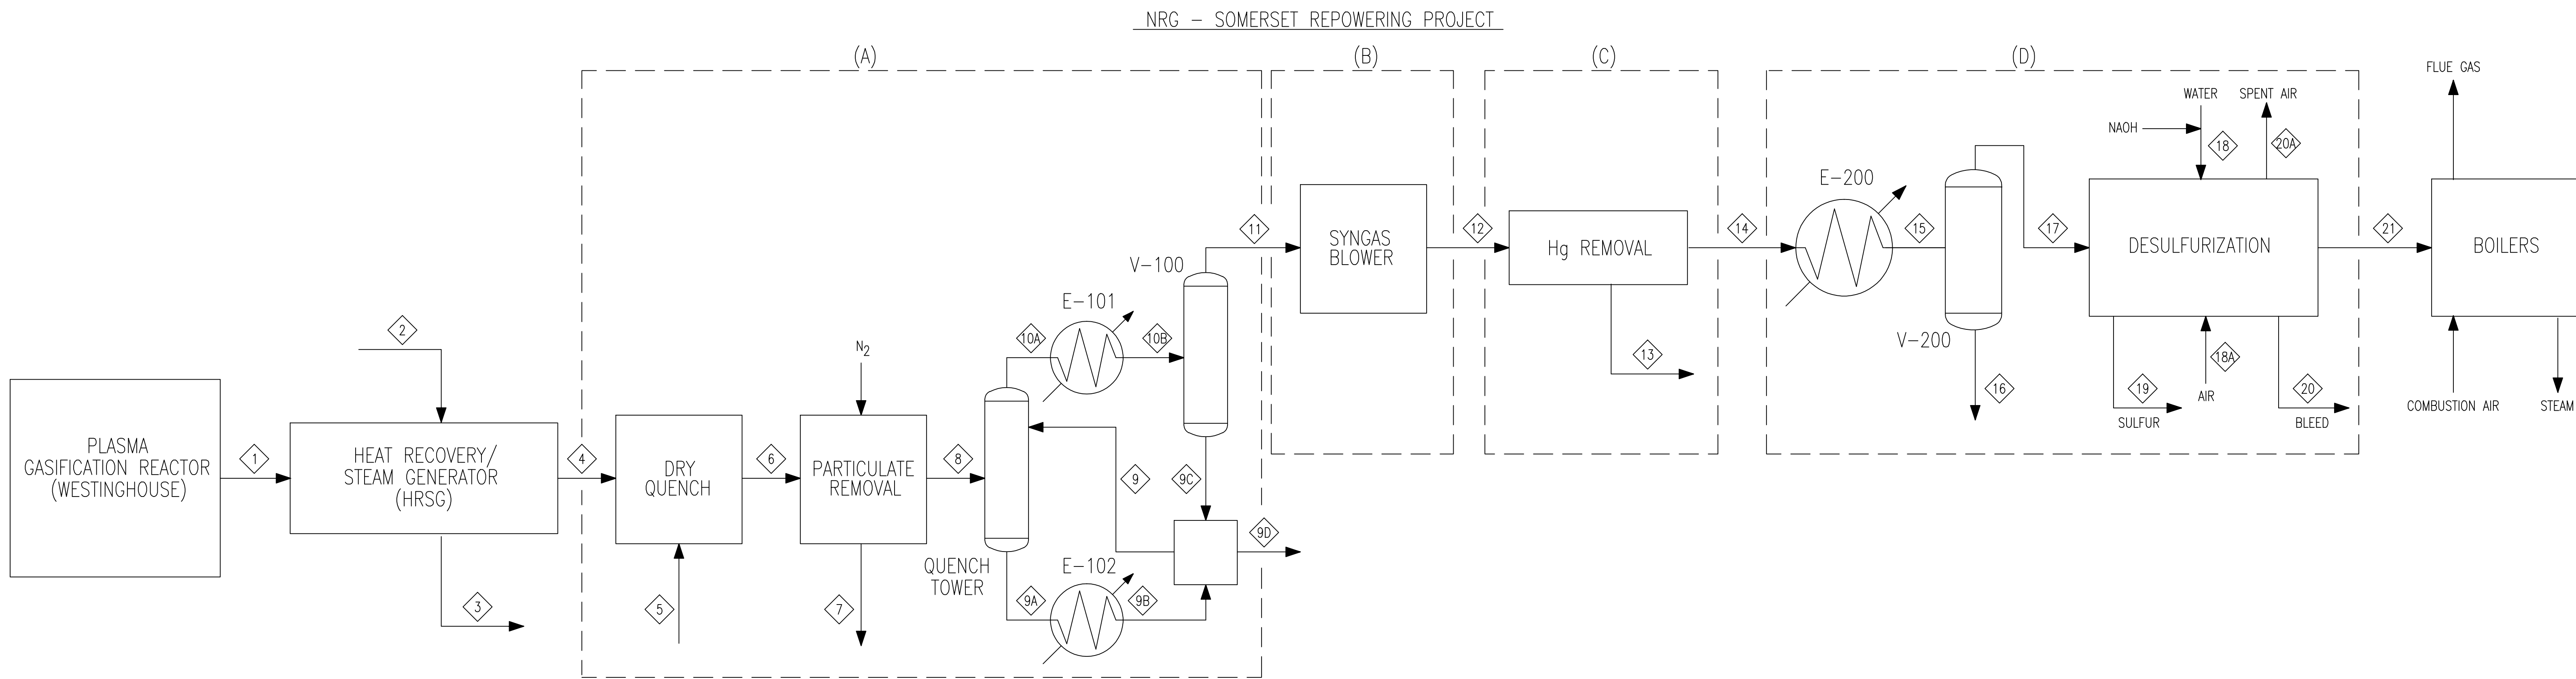 NRG - SOMERSET REPOWERING PROJECT
(A)
(B)
(C)
(D)
FLUE GAS
WATER
SPENT AIR
NAOH
18
20A
E-200
11
12
14
15
17
21
SYNGAS
BLOWER
Hg REMOVAL
DESULFURIZATION
BOILERS
V-100
E-101
2
10A
10B
N2
V-200
13
18A
16
19
AIR
20
COMBUSTION AIR
STEAM
SULFUR
BLEED
PLASMA
GASIFICATION REACTOR
(WESTINGHOUSE)
1
HEAT RECOVERY/
STEAM GENERATOR
(HRSG)
4
DRY
QUENCH
6
PARTICULATE
REMOVAL
8
9
9C
9D
QUENCH
TOWER
E-102
3
5
7
9A
9B